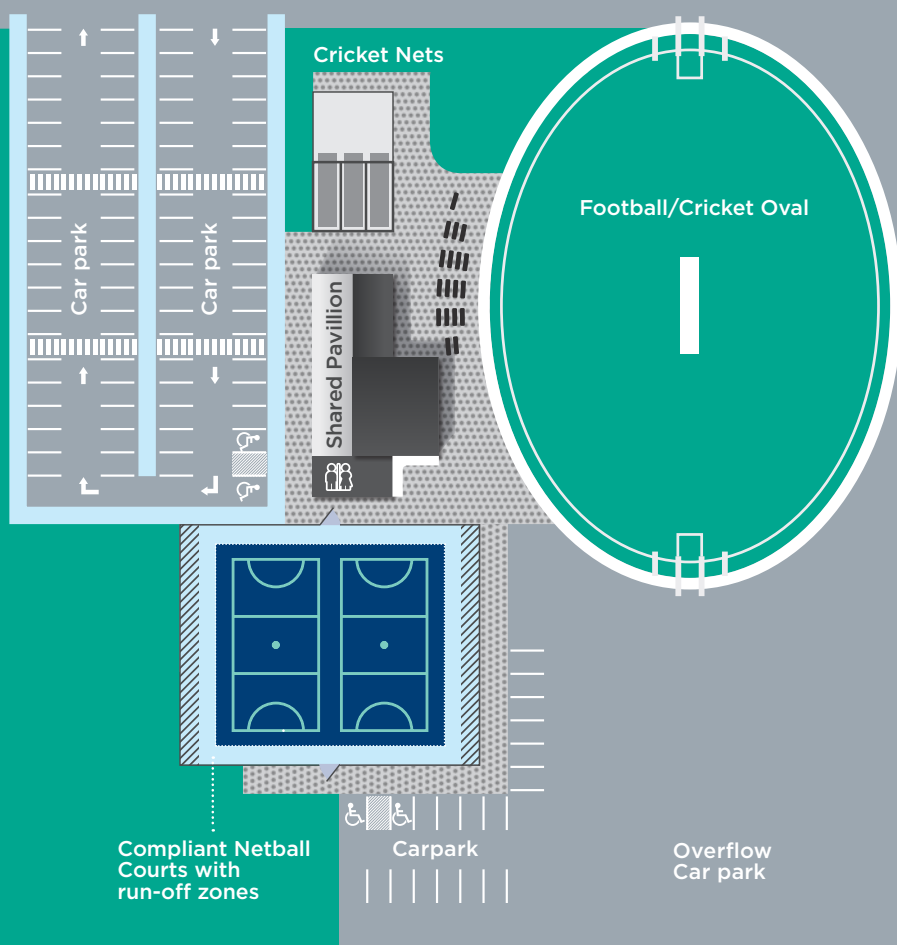 Cricket Nets
Football/Cricket Oval
Car park
Car park
Shared Pavillion
Compliant Netball
Courts with
run-off zones
Carpark
Overflow
Car park